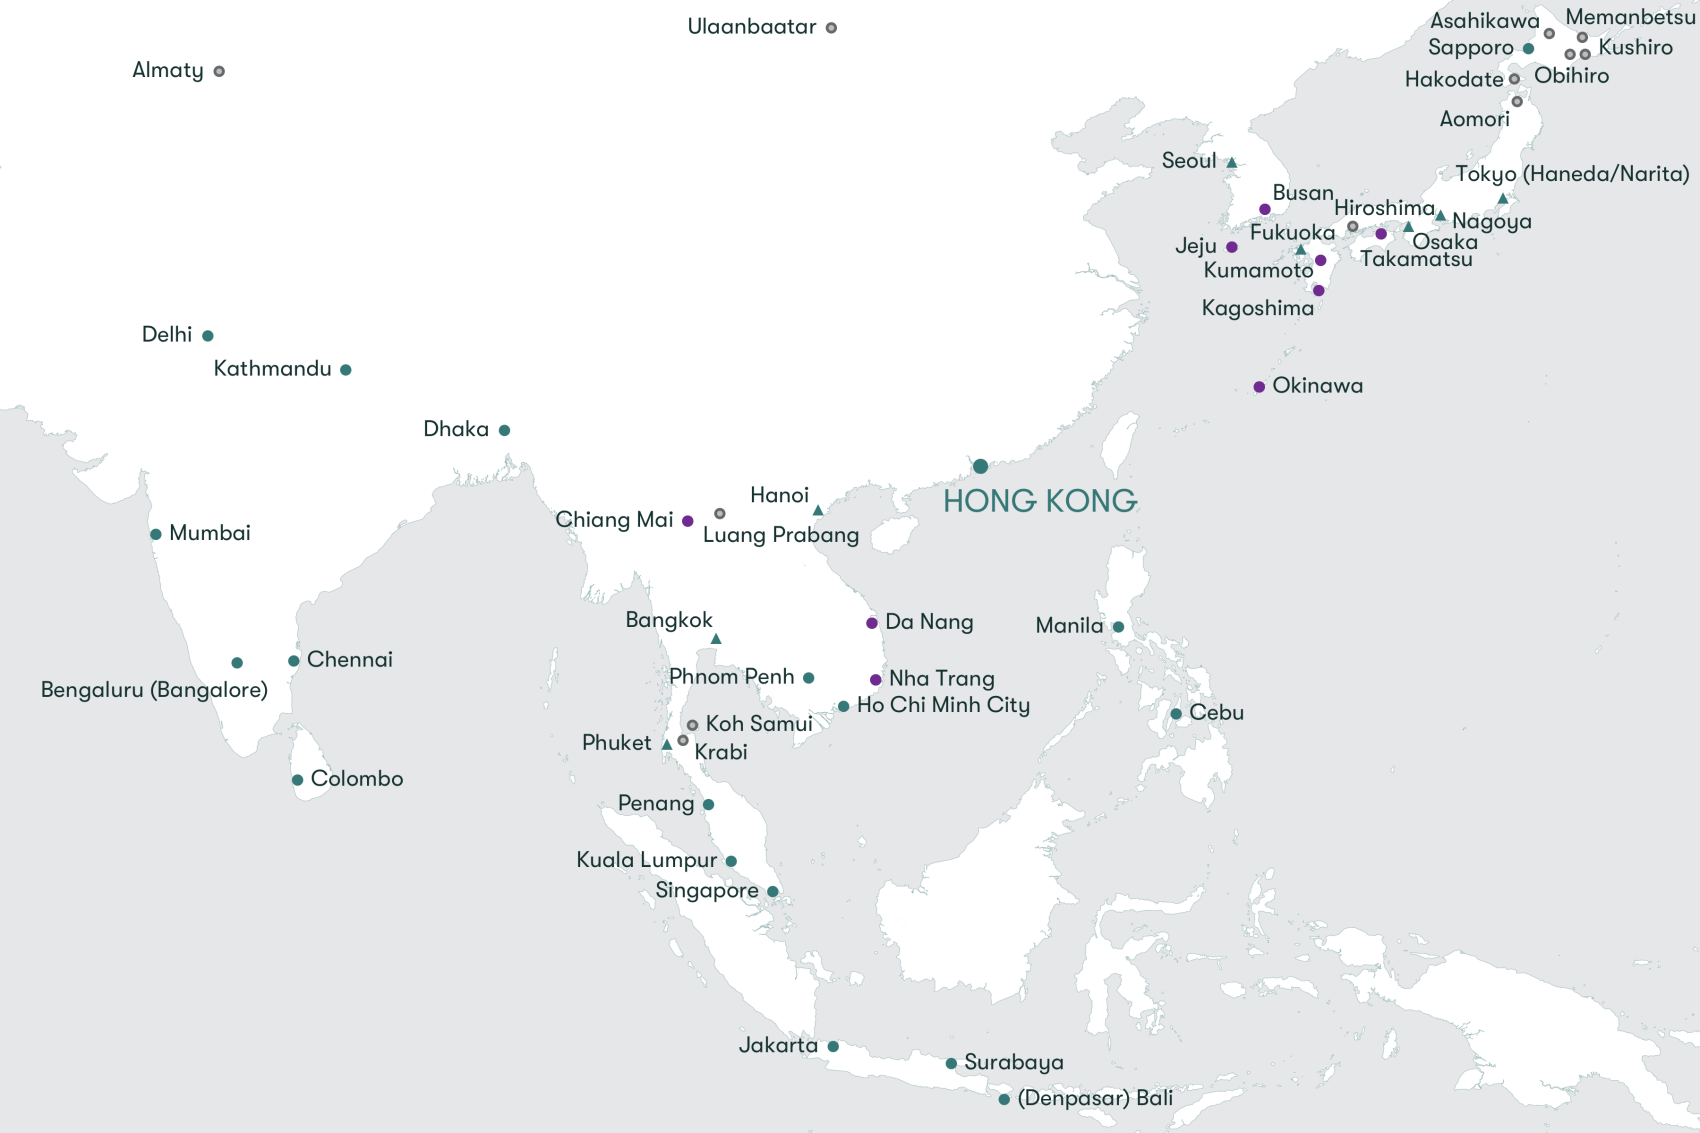 Ulaanbaatar
Asahikawa
Memanbetsu
Sapporo
Kushiro
Almaty
Hakodate
Obihiro
Aomori
Seoul
Tokyo (Haneda/Narita)
Busan
Hiroshima
Nagoya
Fukuoka
Osaka
Jeju
Takamatsu
Kumamoto
Kagoshima
Delhi
Kathmandu
Okinawa
Dhaka
Hanoi
HONG KONG
Chiang Mai
Luang Prabang
Mumbai
Bangkok
Da Nang
Manila
Chennai
Phnom Penh
Nha Trang
Bengaluru (Bangalore)
Ho Chi Minh City
Cebu
Koh Samui
Phuket
Krabi
Colombo
Penang
Kuala Lumpur
Singapore
Jakarta
Surabaya
(Denpasar) Bali